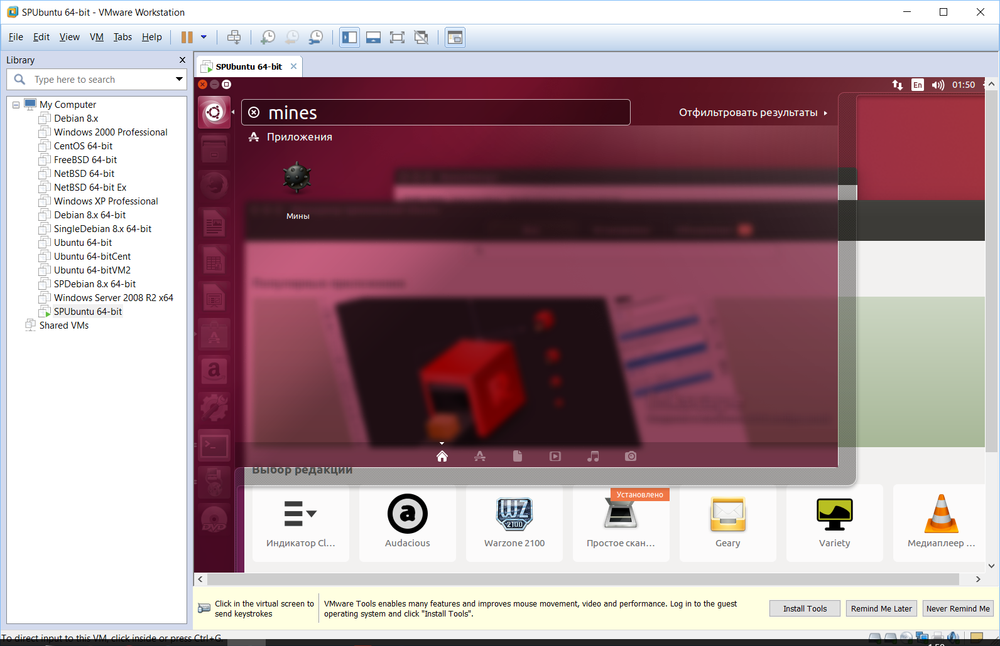 SPUbuntu 64-bit - VMware Workstation
File Edit View VM Tabs Help
Library
SPUbuntu 64-bit
Type here to search
My Computer
Debian 8.x
Windows 2000 Professional
CentOS 64-bit
FreeBSD 64-bit
NetBSD 64-bit
NetBSD 64-bit Ex
Windows XP Professional
Debian 8.x 64-bit
SingleDebian 8.x 64-bit
Ubuntu 64-bit
Ubuntu 64-bitCent
Ubuntu 64-bitVM2
SPDebian 8.x 64-bit
Windows Server 2008 R2 x64
SPUbuntu 64-bit
Shared VMs
En 01:50
mines
Отфильтровать результаты
Приложения
Мины
Выбор редакции
Установлено
WZ
2100
Индикатор Cl...
Audacious
Warzone 2100
Простое скан...
Geary
Variety
Медиаплеер ...
Click in the virtual screen to
send keystrokes
VMware Tools enables many features and improves mouse movement, video and performance. Log in to the guest
operating system and click "Install Tools".
Install Tools
Remind Me Later
Never Remind Me
To direct input to this VM, click inside or press Ctrl+G.